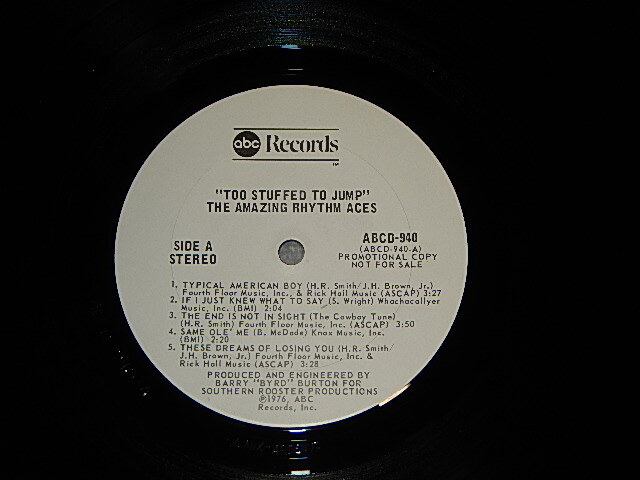 abc Records
TM
"TOO STUFFED TO JUMP"
THE AMAZING RHYTHM ACES
SIDE A
STEREO
ABCD-940
(ABCD-940-A)
PROMOTIONAL COPY
NOT FOR SALE
1. TYPICAL AMERICAN BOY (H.R. Smith/J.H. Brown, Jr.)
Fourth Floor Music, Inc., & Rick Hall Music (ASCAP) 3:27
2. IF I JUST KNEW WHAT TO SAY (S. Wright) Whachacallyer
Music, Inc. (BMI) 2:04
3. THE END IS NOT IN SIGHT (The Cowboy Tune)
(H.R. Smith) Fourth Floor Music, Inc. (ASCAP) 3:50
4. SAME OLE' ME (B. McDade) Knox Music, Inc.
(BMI) 2:20
5. THESE DREAMS OF LOSING YOU (H.R. Smith/
J.H. Brown, Jr.) Fourth Floor Music, Inc. &
Rick Hall Music (ASCAP) 3:28
PRODUCED AND ENGINEERED BY
BARRY "BYRD" BURTON FOR
SOUTHERN ROOSTER PRODUCTIONS
℗1976, ABC
Records, Inc.